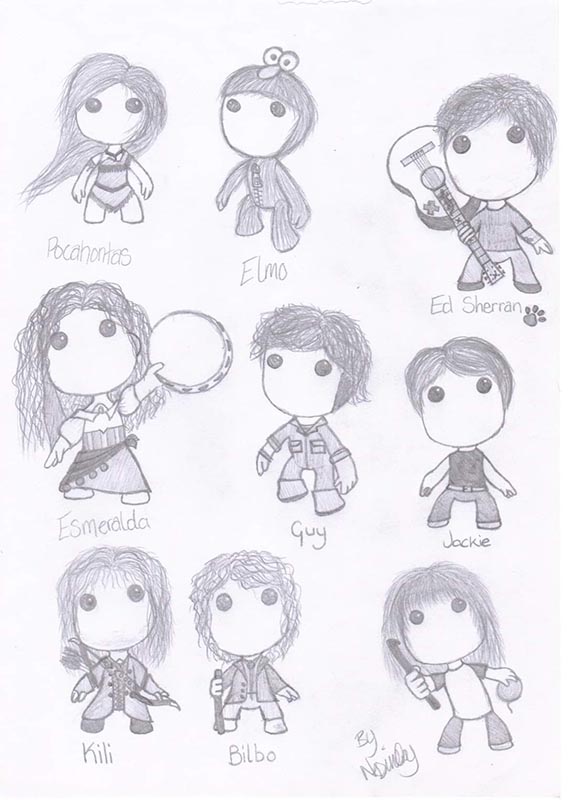 Pocahontas
Elmo
Ed Sherran
Esmeralda
Guy
Jackie
Kili
Bilbo
By